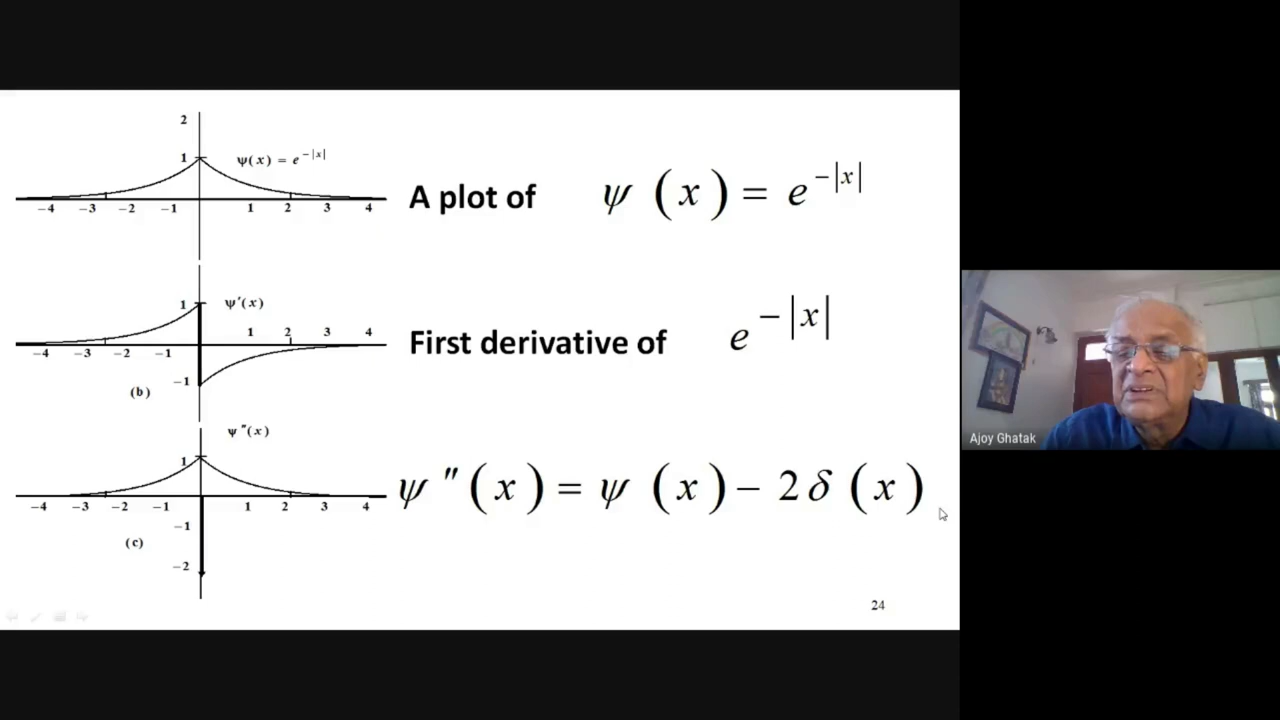 2
1
ψ(x) = e^{-|x|}
A plot of ψ (x) = e^{-|x|}
-4 -3 -2 -1 1 2 3 4
1 ψ'(x)
1 2 3 4
First derivative of e^{-|x|}
-4 -3 -2 -1
-1
(b)
ψ"(x)
1
ψ "(x) = ψ (x) - 2δ (x)
-4 -3 -2 -1 1 2 3 4
-1
(c)
-2
24
Ajoy Ghatak